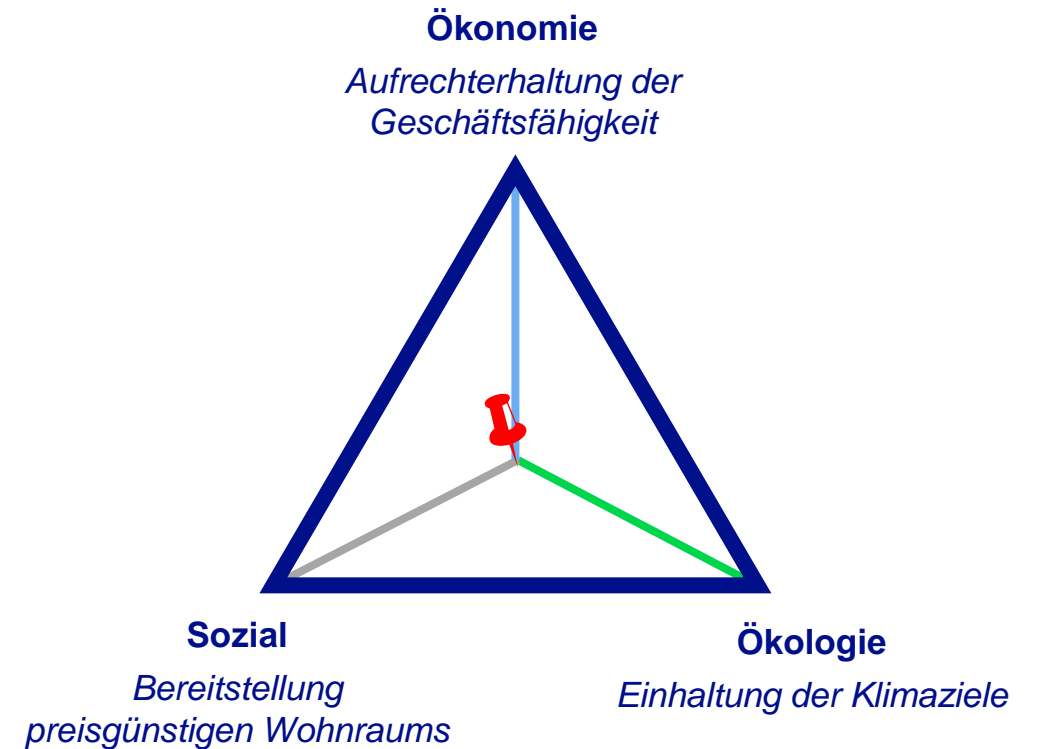 Ökonomie
Aufrechterhaltung der
Geschäftsfähigkeit
Sozial
Bereitstellung
preisgünstigen Wohnraums
Ökologie
Einhaltung der Klimaziele